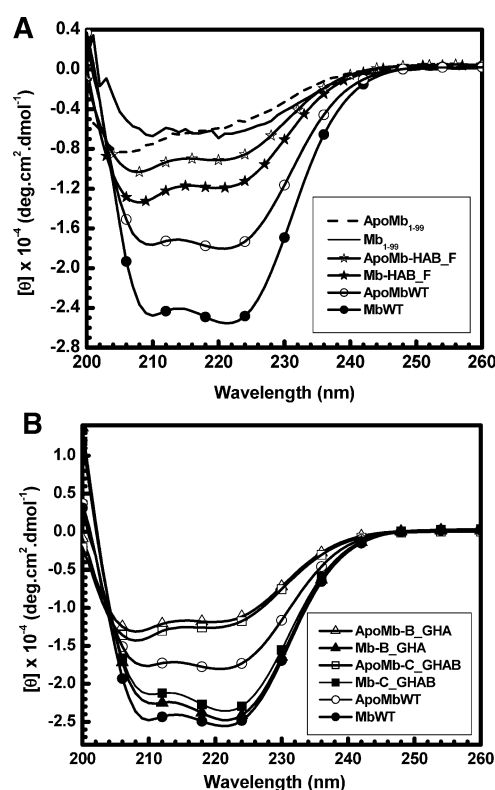 A
0.4
0.0
-0.4
-0.8
-1.2
-1.6
-2.0
-2.4
-2.8
[θ] x 10⁻⁴ (deg.cm².dmol⁻¹)
ApoMb₁₋₉₉
Mb₁₋₉₉
ApoMb-HAB_F
Mb-HAB_F
ApoMbWT
MbWT
200 210 220 230 240 250 260
Wavelength (nm)
B
1.0
0.5
0.0
-0.5
-1.0
-1.5
-2.0
-2.5
[θ] x 10⁻⁴ (deg.cm².dmol⁻¹)
ApoMb-B_GHA
Mb-B_GHA
ApoMb-C_GHAB
Mb-C_GHAB
ApoMbWT
MbWT
200 210 220 230 240 250 260
Wavelength (nm)